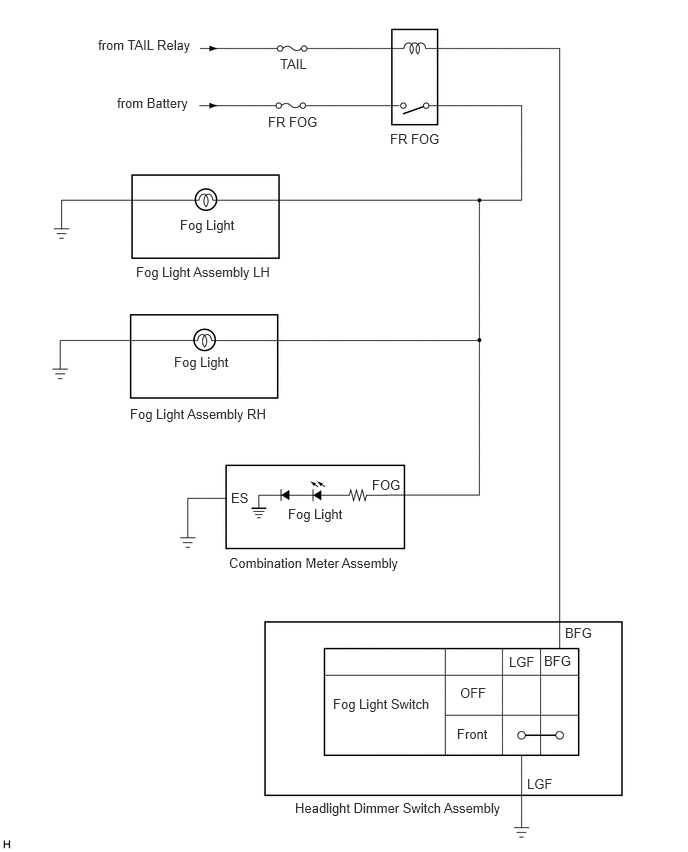 from TAIL Relay
TAIL
from Battery
FR FOG
FR FOG
Fog Light
Fog Light Assembly LH
Fog Light
Fog Light Assembly RH
ES
FOG
Fog Light
Combination Meter Assembly
BFG
LGF BFG
OFF
Fog Light Switch
Front
LGF
Headlight Dimmer Switch Assembly
H